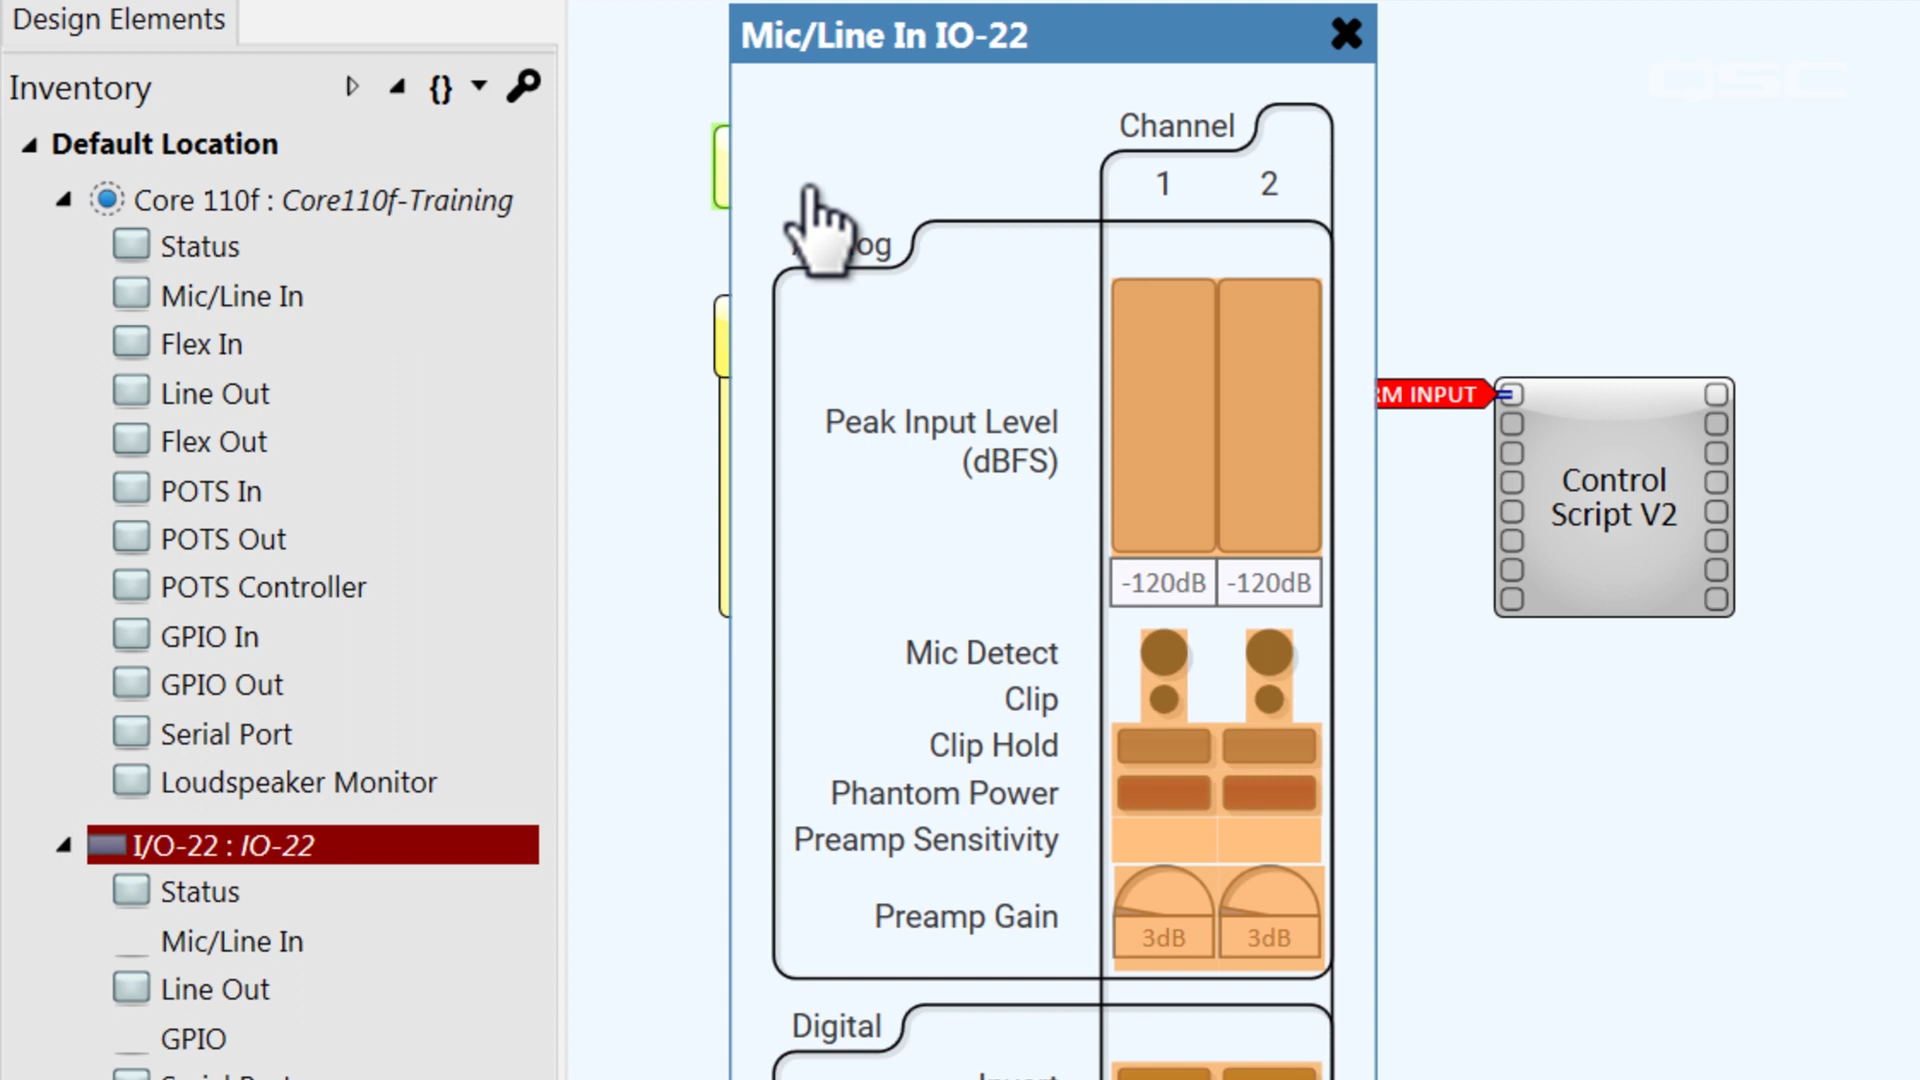 Design Elements
Inventory
{}
Default Location
Core 110f : Core110f-Training
Status
Mic/Line In
Flex In
Line Out
Flex Out
POTS In
POTS Out
POTS Controller
GPIO In
GPIO Out
Serial Port
Loudspeaker Monitor
I/O-22 : IO-22
Status
Mic/Line In
Line Out
GPIO
Mic/Line In IO-22
Channel
1 2
Peak Input Level
(dBFS)
-120dB -120dB
Mic Detect
Clip
Clip Hold
Phantom Power
Preamp Sensitivity
Preamp Gain
3dB 3dB
Digital
INPUT
Control
Script V2
QSC